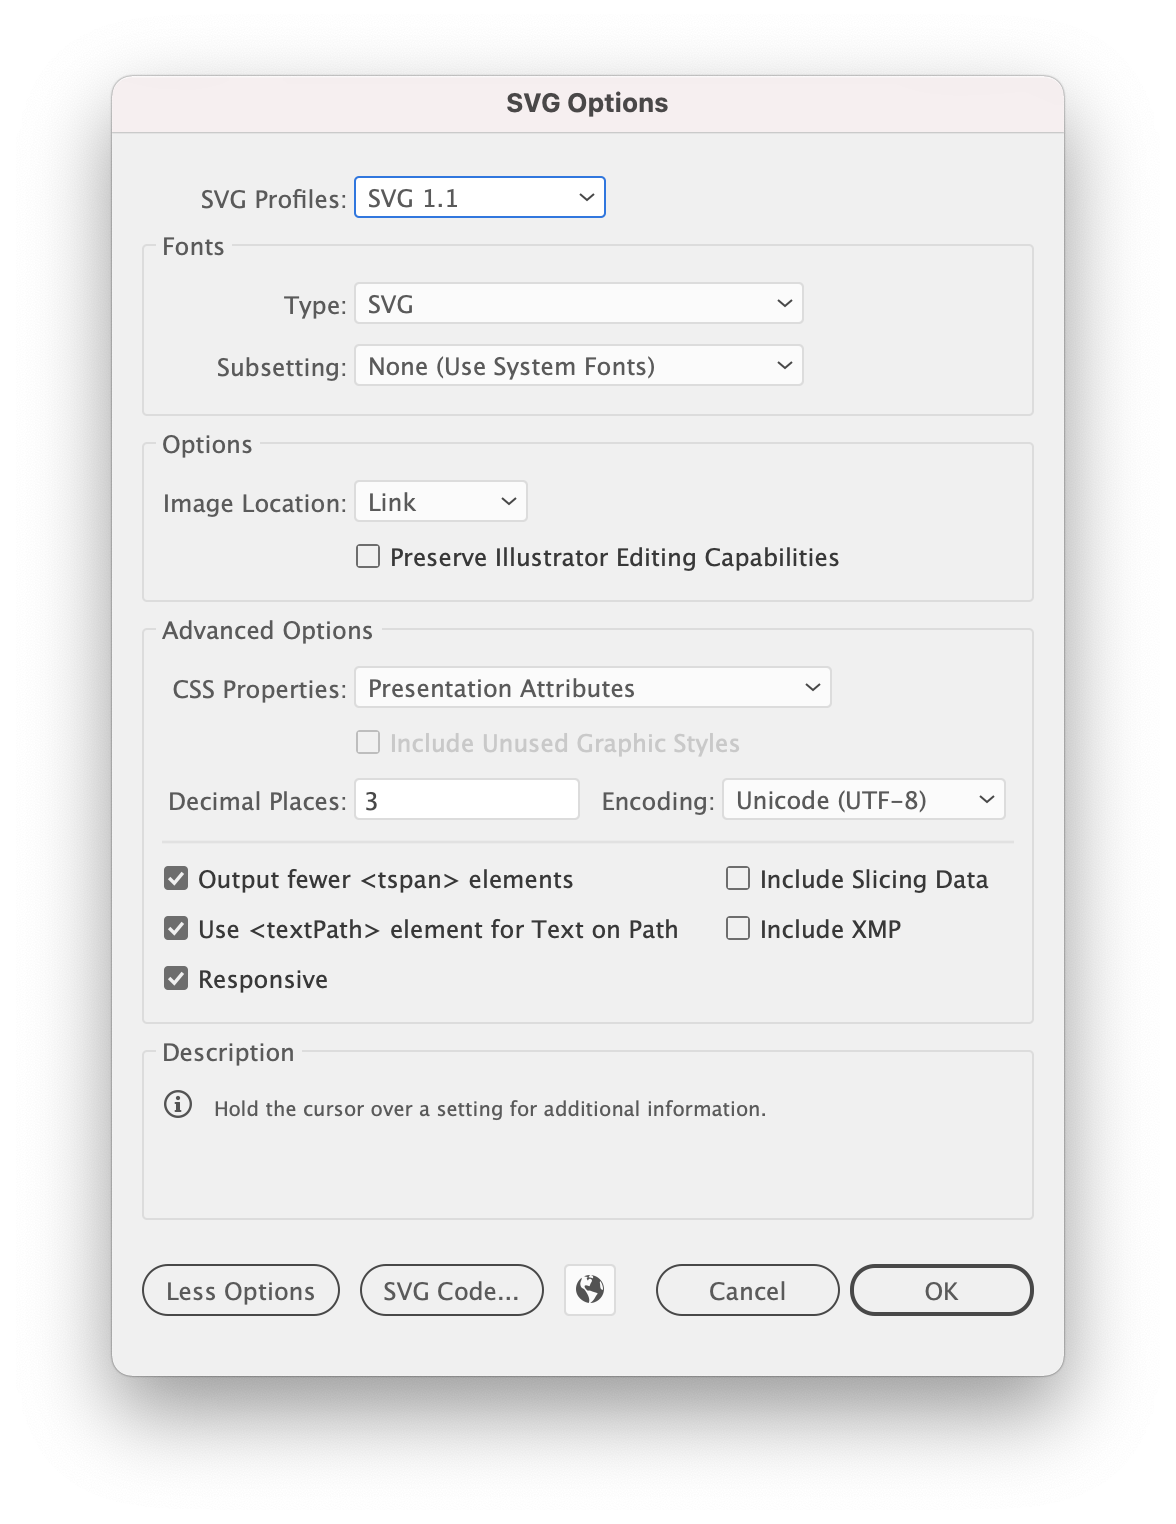 SVG Options
SVG Profiles: SVG 1.1
Fonts
Type: SVG
Subsetting: None (Use System Fonts)
Options
Image Location: Link
Preserve Illustrator Editing Capabilities
Advanced Options
CSS Properties: Presentation Attributes
Include Unused Graphic Styles
Decimal Places: 3 Encoding: Unicode (UTF-8)
Output fewer <tspan> elements Include Slicing Data
Use <textPath> element for Text on Path Include XMP
Responsive
Description
Hold the cursor over a setting for additional information.
Less Options SVG Code... Cancel OK